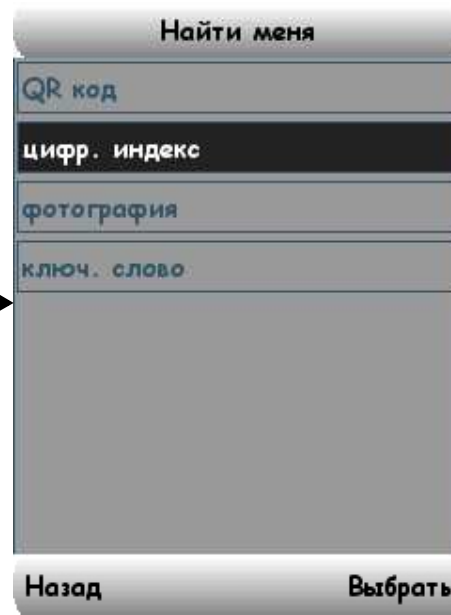 Найти меня
QR код
цифр. индекс
фотография
ключ. слово
Назад Выбрать